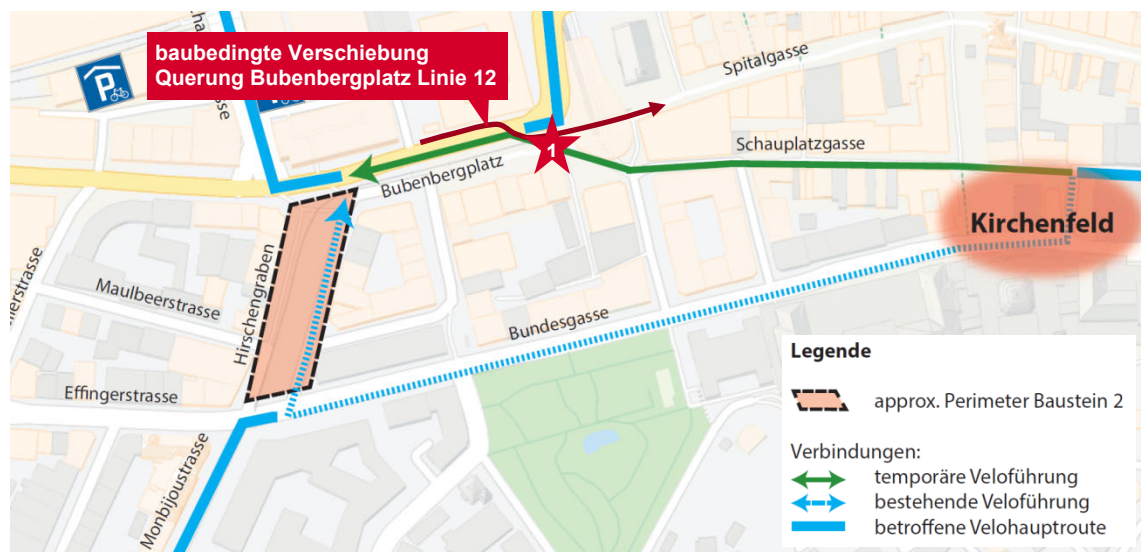 baubedingte Verschiebung
Querung Bubenbergplatz Linie 12
P
Spitalgasse
1
Schauplatzgasse
Bubenbergplatz
Kirchenfeld
Hirschengraben
Maulbeerstrasse
Bundesgasse
Effingerstrasse
Monbijoustrasse
Legende
approx. Perimeter Baustein 2
Verbindungen:
temporäre Veloführung
bestehende Veloführung
betroffene Velohauptroute